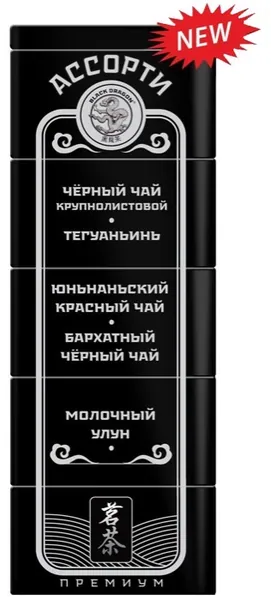 NEW
АССОРТИ
BLACK DRAGON
ЧЁРНЫЙ ЧАЙ
КРУПНОЛИСТОВОЙ
•
ТЕГУАНЬИНЬ
ЮНЬНАНЬСКИЙ
КРАСНЫЙ ЧАЙ
•
БАРХАТНЫЙ
ЧЁРНЫЙ ЧАЙ
МОЛОЧНЫЙ
УЛУН
茗
茶
ПРЕМИУМ